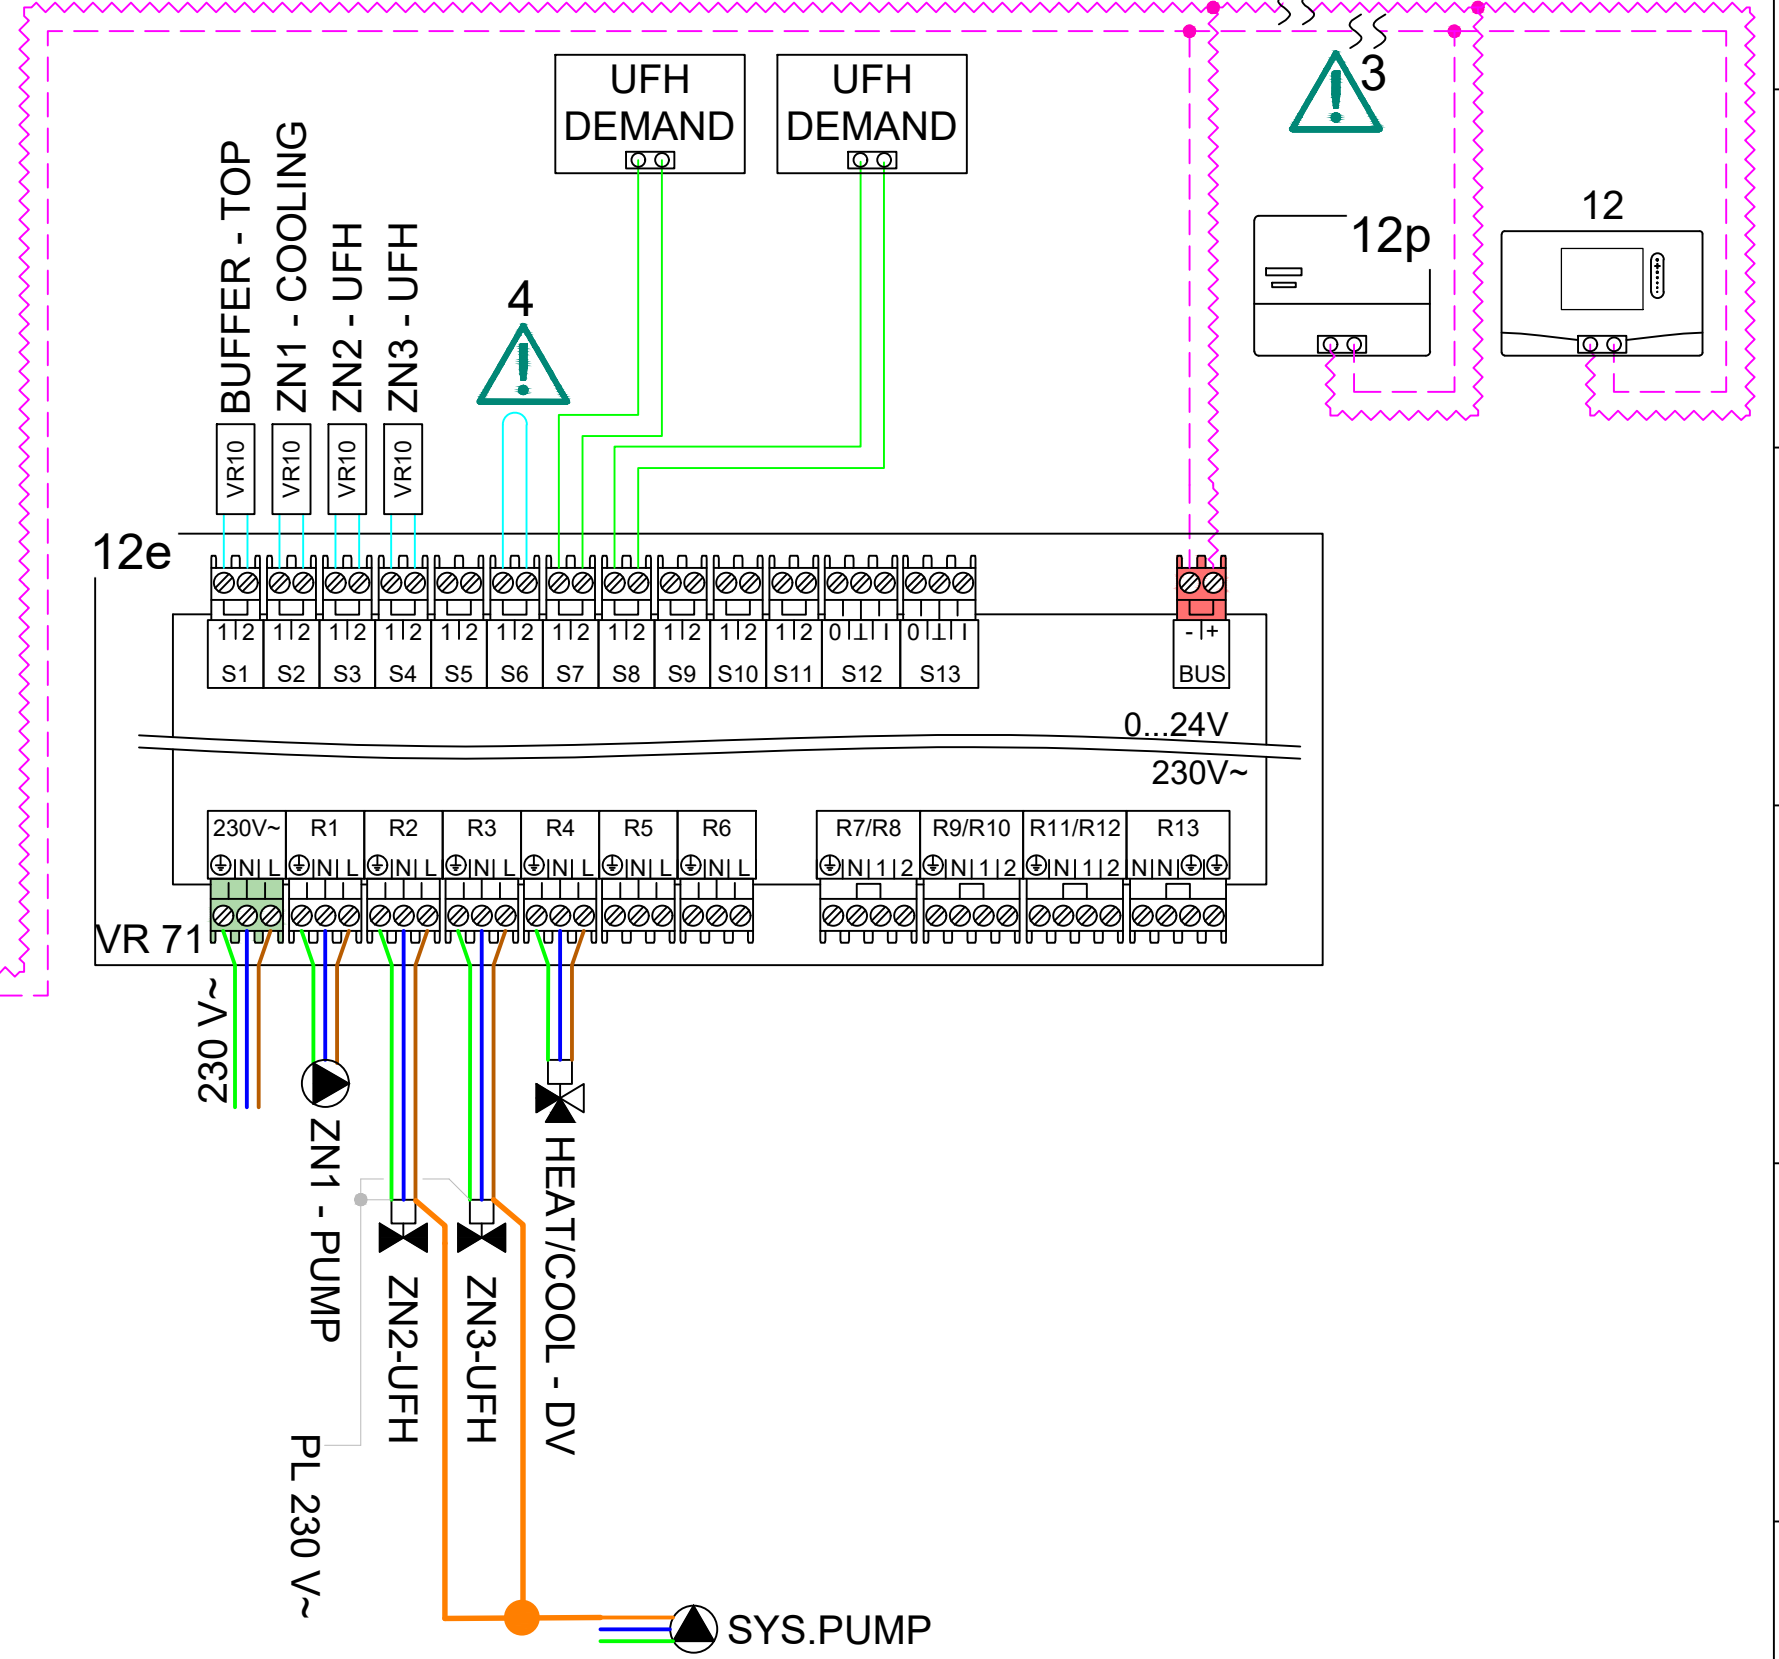 3
UFH
DEMAND
UFH
DEMAND
12p
12
BUFFER - TOP
ZN1 - COOLING
ZN2 - UFH
ZN3 - UFH
4
VR10
VR10
VR10
VR10
12e
1|2 1|2 1|2 1|2 1|2 1|2 1|2 1|2 1|2 1|2 1|2 0|⊥|I 0|⊥|I -|+
S1 S2 S3 S4 S5 S6 S7 S8 S9 S10 S11 S12 S13 BUS
0...24V
230V~
230V~ R1 R2 R3 R4 R5 R6 R7/R8 R9/R10 R11/R12 R13
⏚|N|L ⏚|N|L ⏚|N|L ⏚|N|L ⏚|N|L ⏚|N|L ⏚|N|L ⏚|N|1|2 ⏚|N|1|2 ⏚|N|1|2 N|N|⏚|⏚
VR 71
230 V~
ZN1 - PUMP
ZN2-UFH
ZN3-UFH
HEAT/COOL - DV
PL 230 V~
SYS.PUMP